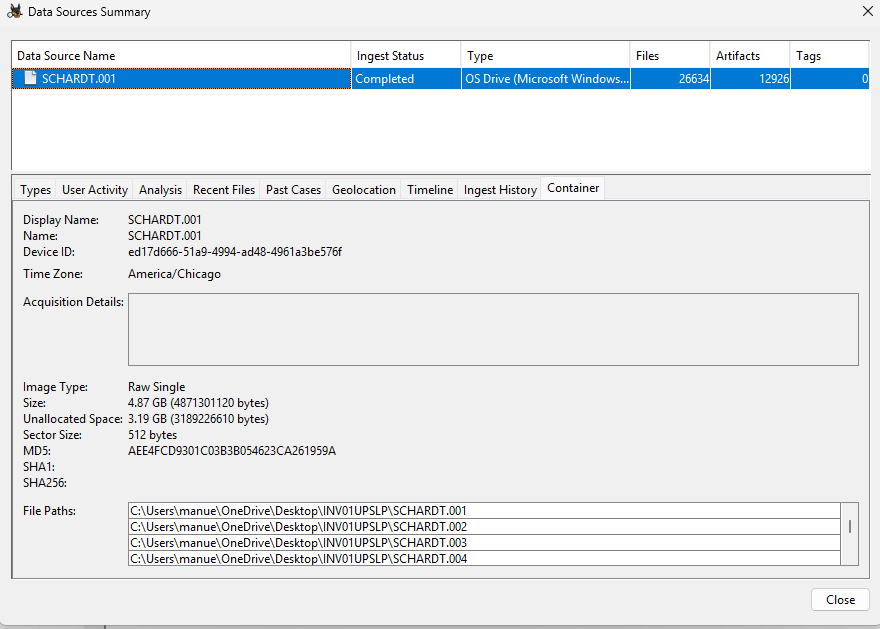 Data Sources Summary
Data Source Name Ingest Status Type Files Artifacts Tags
SCHARDT.001 Completed OS Drive (Microsoft Windows... 26634 12926 0
Types User Activity Analysis Recent Files Past Cases Geolocation Timeline Ingest History Container
Display Name: SCHARDT.001
Name: SCHARDT.001
Device ID: ed17d666-51a9-4994-ad48-4961a3be576f
Time Zone: America/Chicago
Acquisition Details:
Image Type: Raw Single
Size: 4.87 GB (4871301120 bytes)
Unallocated Space: 3.19 GB (3189226610 bytes)
Sector Size: 512 bytes
MD5: AEE4FCD9301C03B3B054623CA261959A
SHA1:
SHA256:
File Paths: C:\Users\manue\OneDrive\Desktop\INV01UPSLP\SCHARDT.001
C:\Users\manue\OneDrive\Desktop\INV01UPSLP\SCHARDT.002
C:\Users\manue\OneDrive\Desktop\INV01UPSLP\SCHARDT.003
C:\Users\manue\OneDrive\Desktop\INV01UPSLP\SCHARDT.004
Close